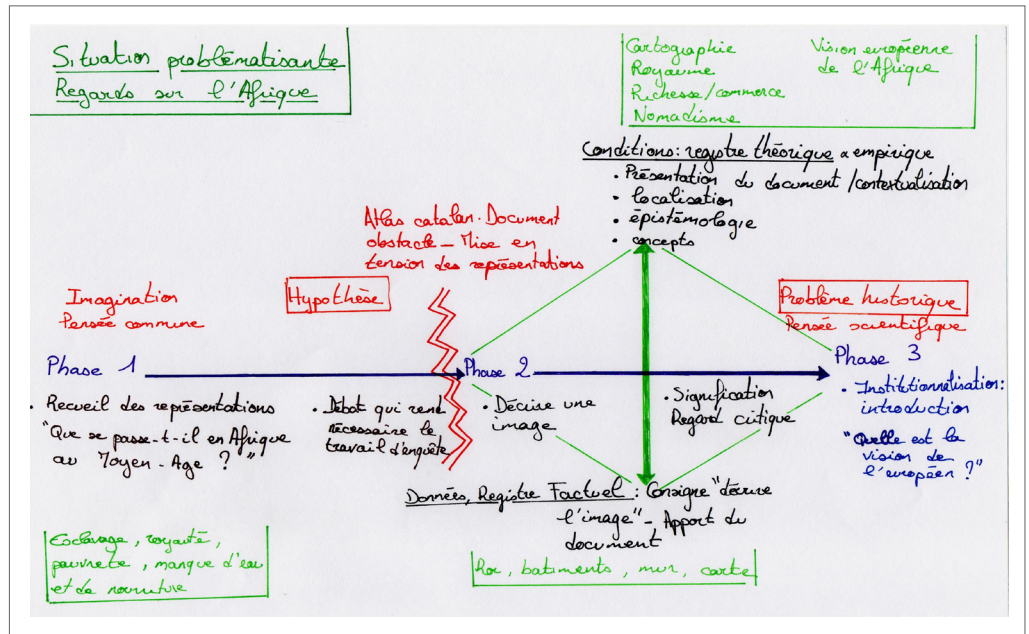 Situation problématisante
Regards sur l'Afrique
Cartographie
Royaume
Richesse/commerce
Nomadisme
Vision européenne
de l'Afrique
Conditions: registre théorique
empirique
• Présentation du document/contextualisation
• localisation
• épistémologie
• concepts
Atlas catalan. Document
obstacle _ Mise en
tension des représentations
Imagination
Pensée commune
Hypothèse
Problème historique
Pensée scientifique
Phase 1
Phase 2
Phase 3
• Recueil des représentations
"Que se passe-t-il en Afrique
au Moyen-Age ?"
• Débat qui rend
nécessaire le
travail d'enquête
• Décrire une
image
• Signification
Regard critique
• Institutionnalisation:
introduction
"Quelle est la
vision de
l'européen ?"
Données, Registre Factuel : Consigne "décrire
l'image" - Apport du
document
Esclavage, royauté,
pauvreté, manque d'eau
et de nourriture
Roi, batiments, mur, carte